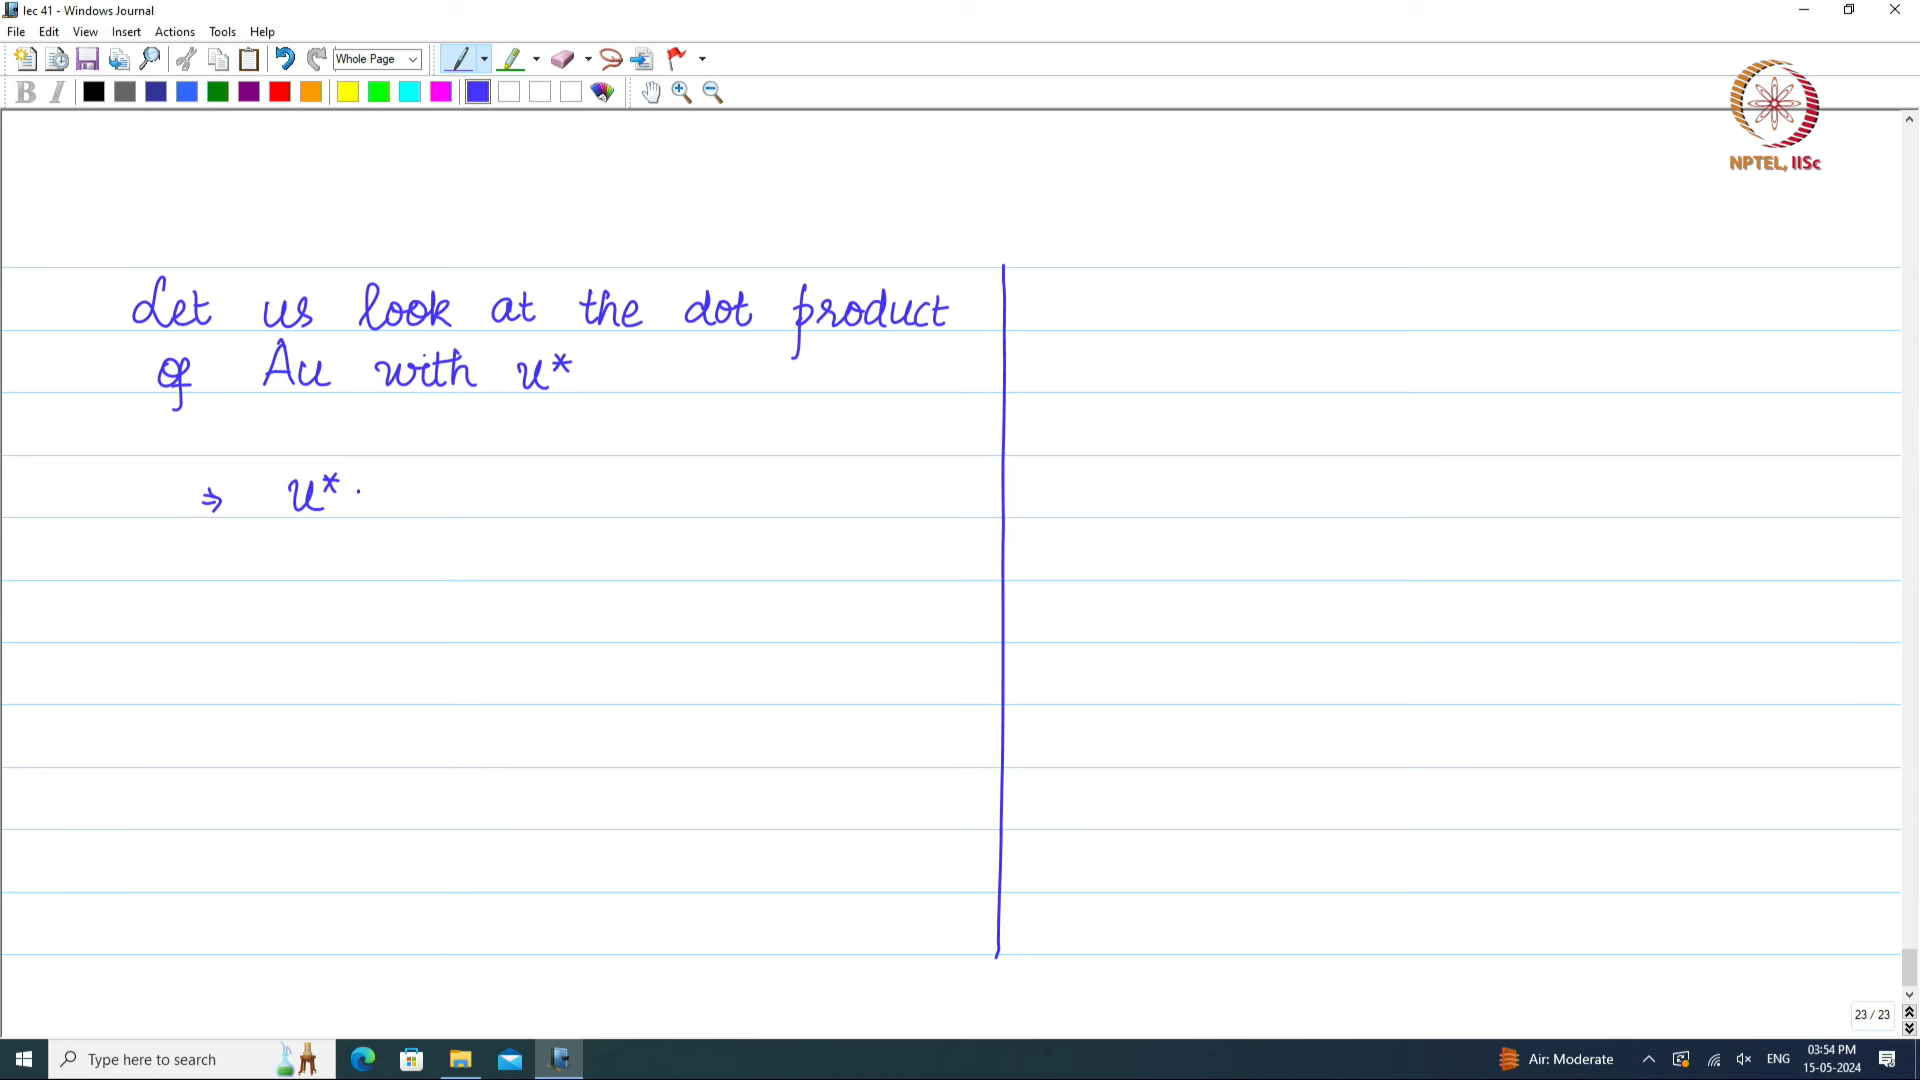 lec 41 - Windows Journal
File Edit View Insert Actions Tools Help
Whole Page
B I
NPTEL, IISc
Let us look at the dot product
of Au with u*
⇒ u* ·
23 / 23
Type here to search
Air: Moderate
ENG
03:54 PM
15-05-2024